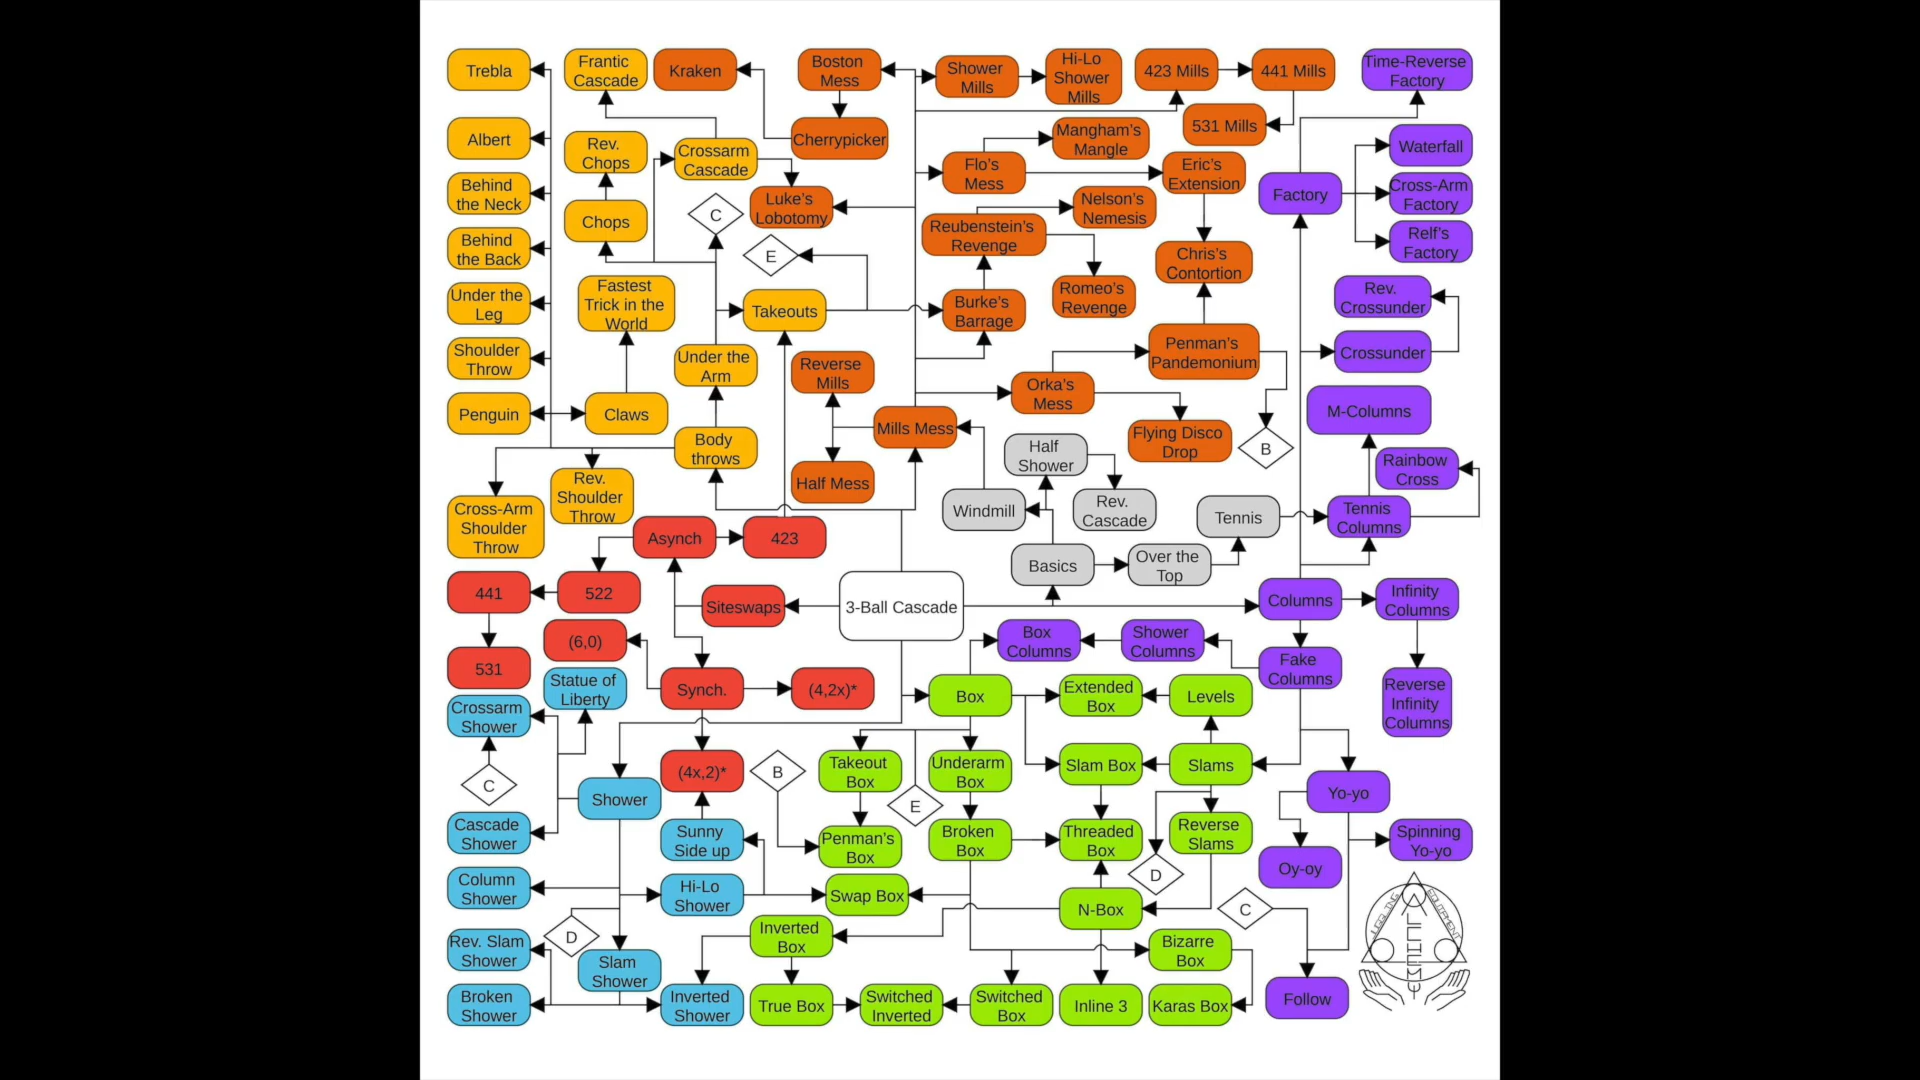 Trebla
Frantic
Cascade
Kraken
Boston
Mess
Shower
Mills
Hi-Lo
Shower
Mills
423 Mills
441 Mills
Time-Reverse
Factory
Albert
Rev.
Chops
Crossarm
Cascade
Cherrypicker
Mangham's
Mangle
531 Mills
Waterfall
Behind
the Neck
Chops
C
Luke's
Lobotomy
Flo's
Mess
Eric's
Extension
Factory
Cross-Arm
Factory
Nelson's
Nemesis
Reubenstein's
Revenge
Relf's
Factory
Behind
the Back
E
Chris's
Contortion
Under the
Leg
Fastest
Trick in the
World
Takeouts
Burke's
Barrage
Romeo's
Revenge
Rev.
Crossunder
Shoulder
Throw
Under the
Arm
Reverse
Mills
Penman's
Pandemonium
Crossunder
Orka's
Mess
Penguin
Claws
Mills Mess
M-Columns
Body
throws
Half
Shower
Flying Disco
Drop
B
Rainbow
Cross
Half Mess
Rev.
Shoulder
Throw
Windmill
Rev.
Cascade
Tennis
Tennis
Columns
Cross-Arm
Shoulder
Throw
Asynch
423
Basics
Over the
Top
441
522
Siteswaps
3-Ball Cascade
Columns
Infinity
Columns
(6,0)
Box
Columns
Shower
Columns
531
Fake
Columns
Statue of
Liberty
Synch.
(4,2x)*
Box
Extended
Box
Levels
Reverse
Infinity
Columns
Crossarm
Shower
C
(4x,2)*
B
Takeout
Box
Underarm
Box
Slam Box
Slams
Shower
E
Yo-yo
Cascade
Shower
Sunny
Side up
Penman's
Box
Broken
Box
Threaded
Box
Reverse
Slams
Spinning
Yo-yo
D
Oy-oy
Column
Shower
Hi-Lo
Shower
Swap Box
N-Box
C
JUGGLING
EQUIPMENT
D
Inverted
Box
Rev. Slam
Shower
Bizarre
Box
Slam
Shower
Broken
Shower
Inverted
Shower
True Box
Switched
Inverted
Switched
Box
Inline 3
Karas Box
Follow